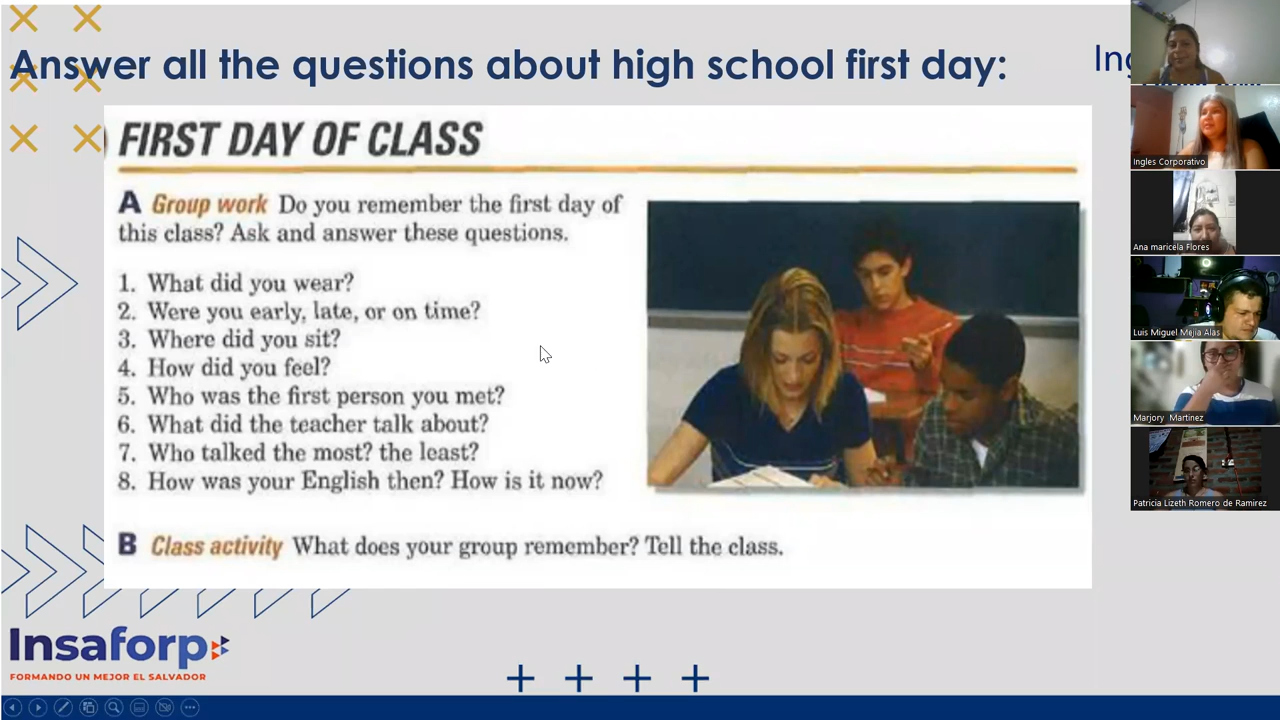 Answer all the questions about high school first day:
FIRST DAY OF CLASS
A Group work Do you remember the first day of
this class? Ask and answer these questions.
1. What did you wear?
2. Were you early, late, or on time?
3. Where did you sit?
4. How did you feel?
5. Who was the first person you met?
6. What did the teacher talk about?
7. Who talked the most? the least?
8. How was your English then? How is it now?
B Class activity What does your group remember? Tell the class.
Insaforp
FORMANDO UN MEJOR EL SALVADOR
Ingles Corporativo
Ana maricela Flores
Luis Miguel Mejia Alas
Marjory Martinez
Patricia Lizeth Romero de Ramirez